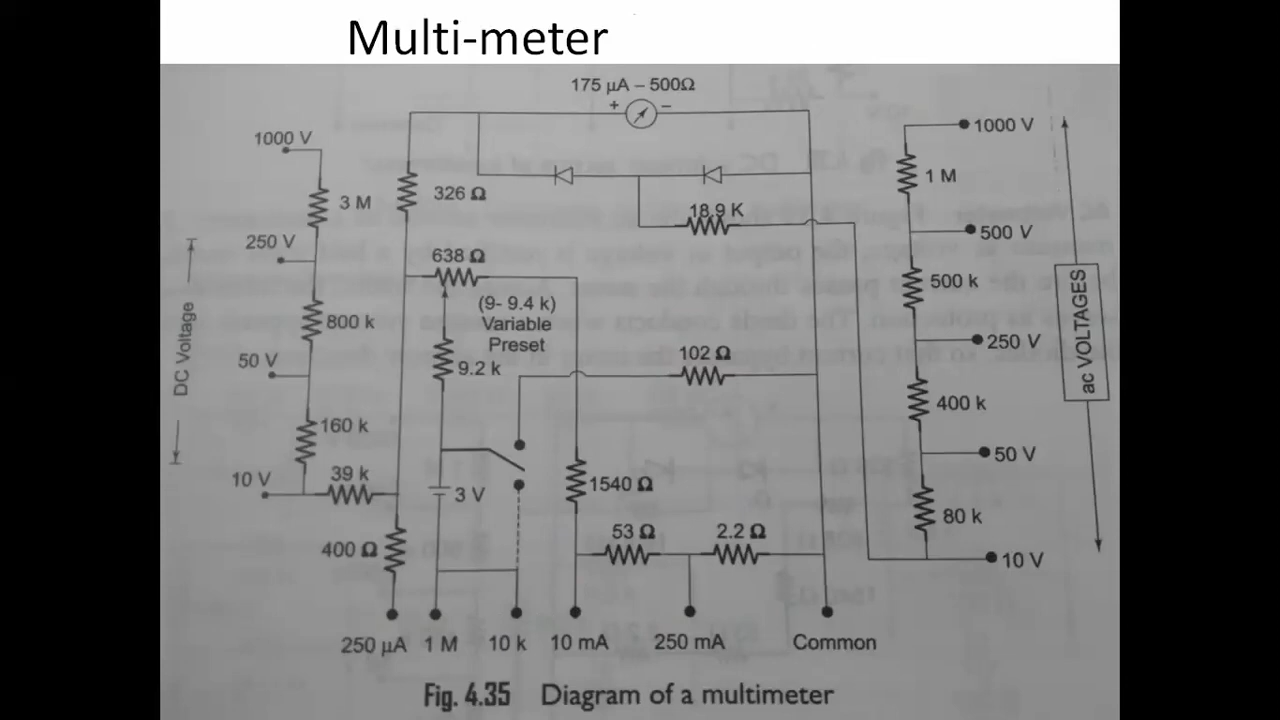 Multi-meter
175 µA – 500Ω
+
–
1000 V
3 M
250 V
800 k
50 V
160 k
39 k
10 V
400 Ω
DC Voltage
326 Ω
638 Ω
(9- 9.4 k)
Variable
Preset
9.2 k
3 V
18.9 K
102 Ω
1540 Ω
53 Ω
2.2 Ω
1000 V
1 M
500 V
500 k
250 V
400 k
50 V
80 k
10 V
ac VOLTAGES
250 µA
1 M
10 k
10 mA
250 mA
Common
Fig. 4.35 Diagram of a multimeter